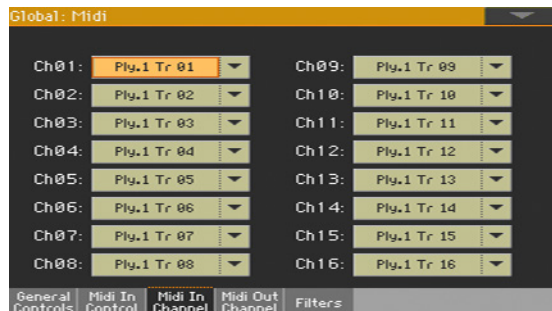 Global: Midi
Ch01: Ply.1 Tr 01
Ch02: Ply.1 Tr 02
Ch03: Ply.1 Tr 03
Ch04: Ply.1 Tr 04
Ch05: Ply.1 Tr 05
Ch06: Ply.1 Tr 06
Ch07: Ply.1 Tr 07
Ch08: Ply.1 Tr 08
Ch09: Ply.1 Tr 09
Ch10: Ply.1 Tr 10
Ch11: Ply.1 Tr 11
Ch12: Ply.1 Tr 12
Ch13: Ply.1 Tr 13
Ch14: Ply.1 Tr 14
Ch15: Ply.1 Tr 15
Ch16: Ply.1 Tr 16
General
Controls
Midi In
Control
Midi In
Channel
Midi Out
Channel
Filters